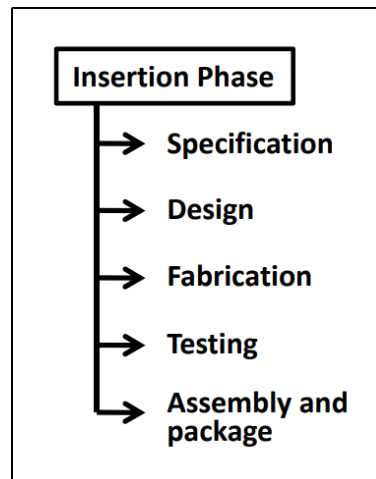 Insertion Phase
Specification
Design
Fabrication
Testing
Assembly and
package